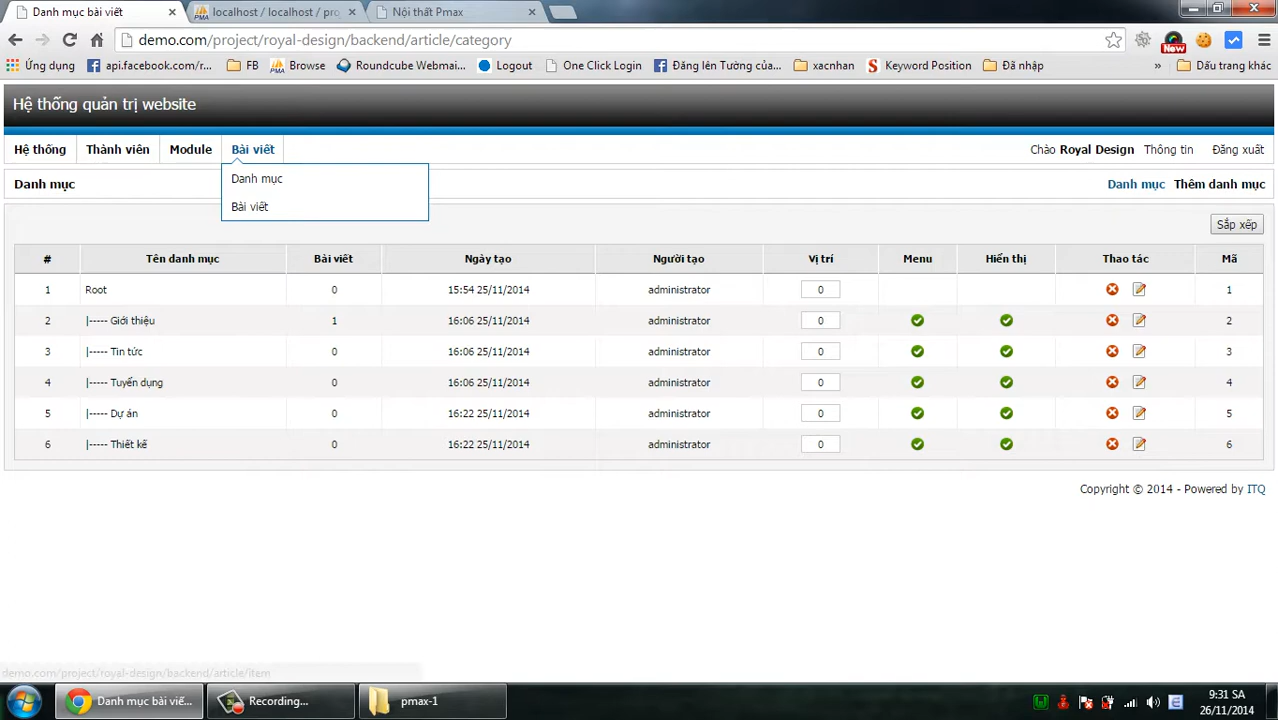 Danh mục bài viết
localhost / localhost / pro
Nội thất Pmax
demo.com/project/royal-design/backend/article/category
Ứng dụng
api.facebook.com/r...
FB
Browse
Roundcube Webmai...
Logout
One Click Login
Đăng lên Tường của...
xacnhan
Keyword Position
Đã nhập
»
Dấu trang khác
New
Hệ thống quản trị website
Hệ thống
Thành viên
Module
Bài viết
Chào Royal Design
Thông tin
Đăng xuất
Danh mục
Danh mục
Bài viết
Danh mục
Thêm danh mục
Sắp xếp
# Tên danh mục Bài viết Ngày tạo Người tạo Vị trí Menu Hiển thị Thao tác Mã
1 Root 0 15:54 25/11/2014 administrator 0 1
2 |----- Giới thiệu 1 16:06 25/11/2014 administrator 0 2
3 |----- Tin tức 0 16:06 25/11/2014 administrator 0 3
4 |----- Tuyển dụng 0 16:06 25/11/2014 administrator 0 4
5 |----- Dự án 0 16:22 25/11/2014 administrator 0 5
6 |----- Thiết kế 0 16:22 25/11/2014 administrator 0 6
Copyright © 2014 - Powered by ITQ
demo.com/project/royal-design/backend/article/item
Danh mục bài viế...
Recording...
pmax-1
9:31 SA
26/11/2014